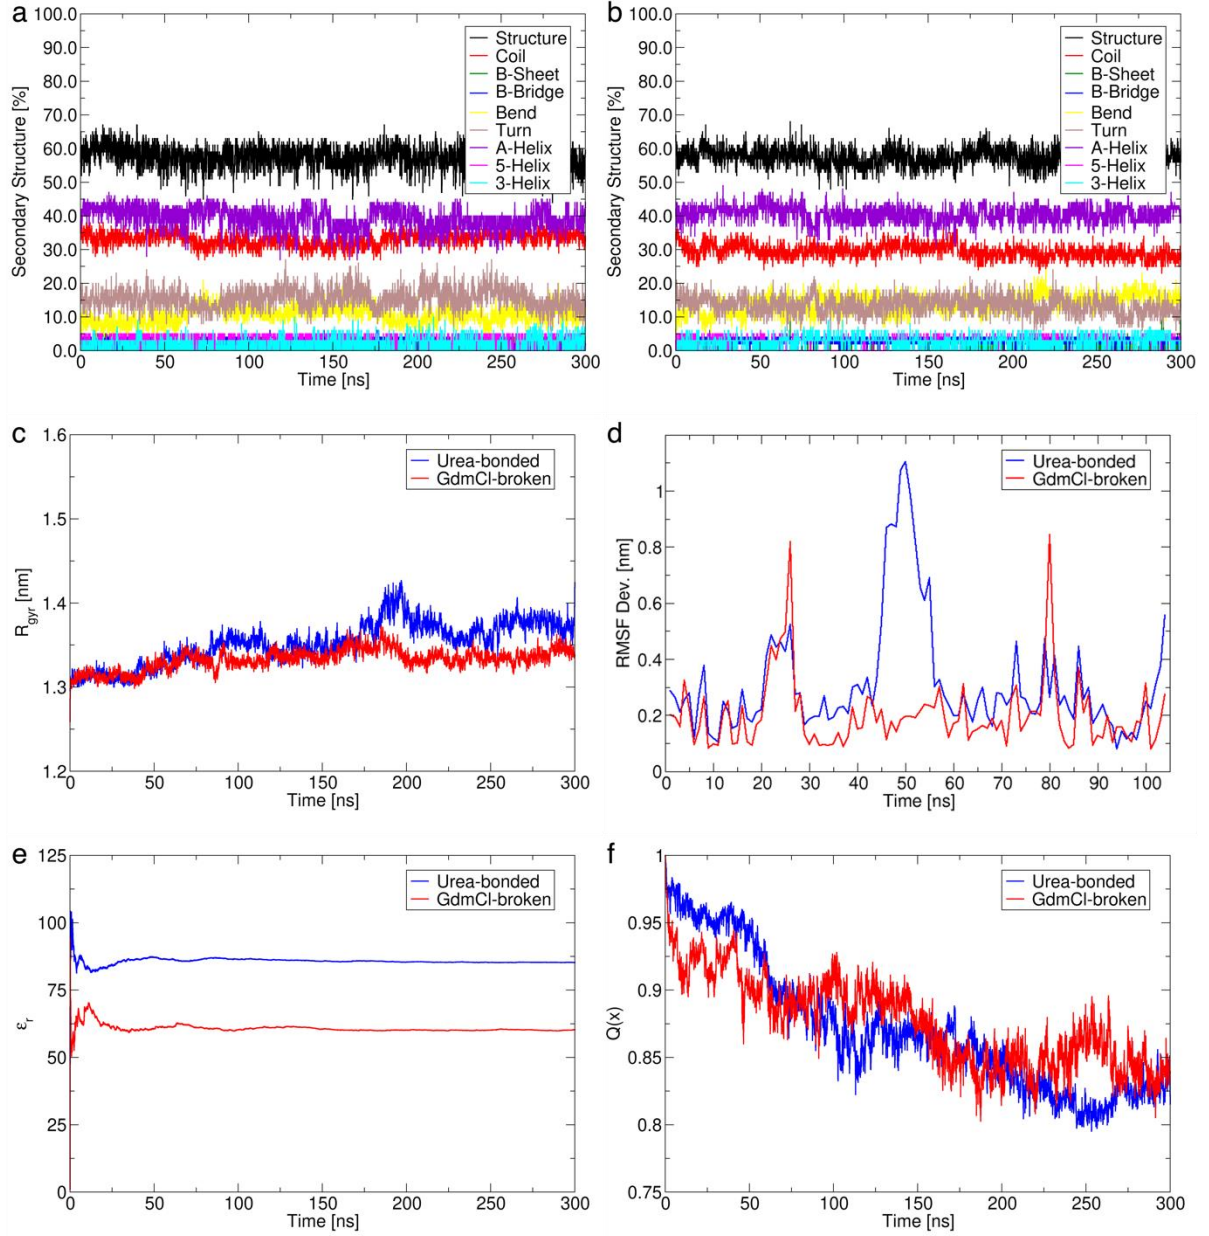 a
Secondary Structure [%]
100.0
90.0
80.0
70.0
60.0
50.0
40.0
30.0
20.0
10.0
0.0
Structure
Coil
B-Sheet
B-Bridge
Bend
Turn
A-Helix
5-Helix
3-Helix
0 50 100 150 200 250 300
Time [ns]
b
Secondary Structure [%]
100.0
90.0
80.0
70.0
60.0
50.0
40.0
30.0
20.0
10.0
0.0
Structure
Coil
B-Sheet
B-Bridge
Bend
Turn
A-Helix
5-Helix
3-Helix
0 50 100 150 200 250 300
Time [ns]
c
Rgyr [nm]
1.6
1.5
1.4
1.3
1.2
Urea-bonded
GdmCl-broken
0 50 100 150 200 250 300
Time [ns]
d
RMSF Dev. [nm]
1
0.8
0.6
0.4
0.2
0
Urea-bonded
GdmCl-broken
0 10 20 30 40 50 60 70 80 90 100
Time [ns]
e
εr
125
100
75
50
25
0
Urea-bonded
GdmCl-broken
0 50 100 150 200 250 300
Time [ns]
f
Q(x)
1
0.95
0.9
0.85
0.8
0.75
Urea-bonded
GdmCl-broken
0 25 50 75 100 125 150 175 200 225 250 275 300
Time [ns]